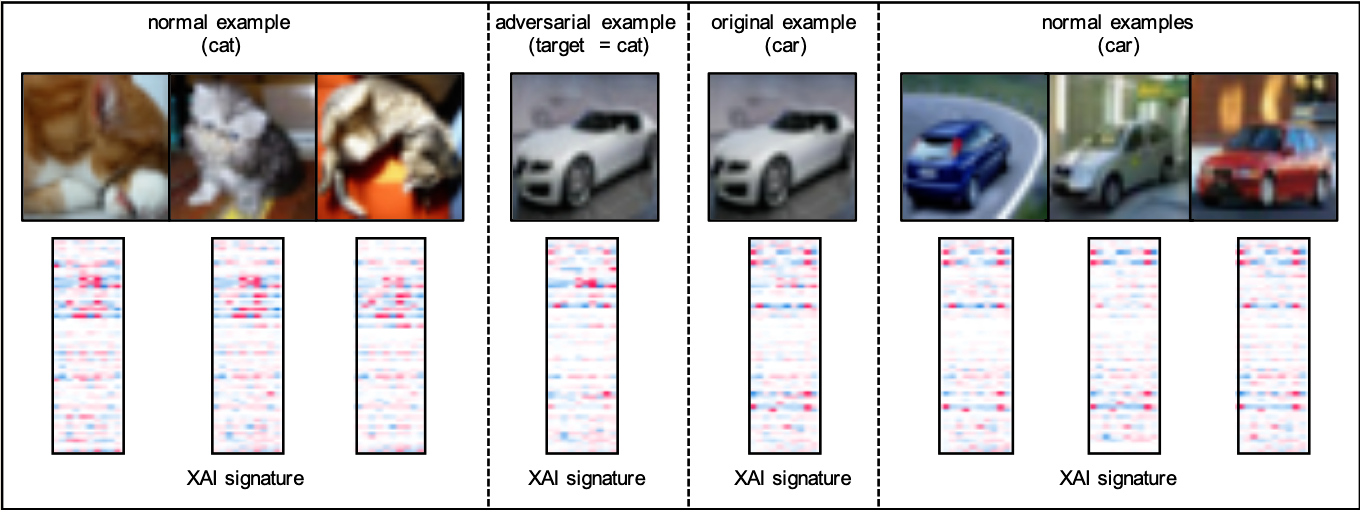 normal example
(cat)
adversarial example
(target = cat)
original example
(car)
normal examples
(car)
XAI signature
XAI signature
XAI signature
XAI signature